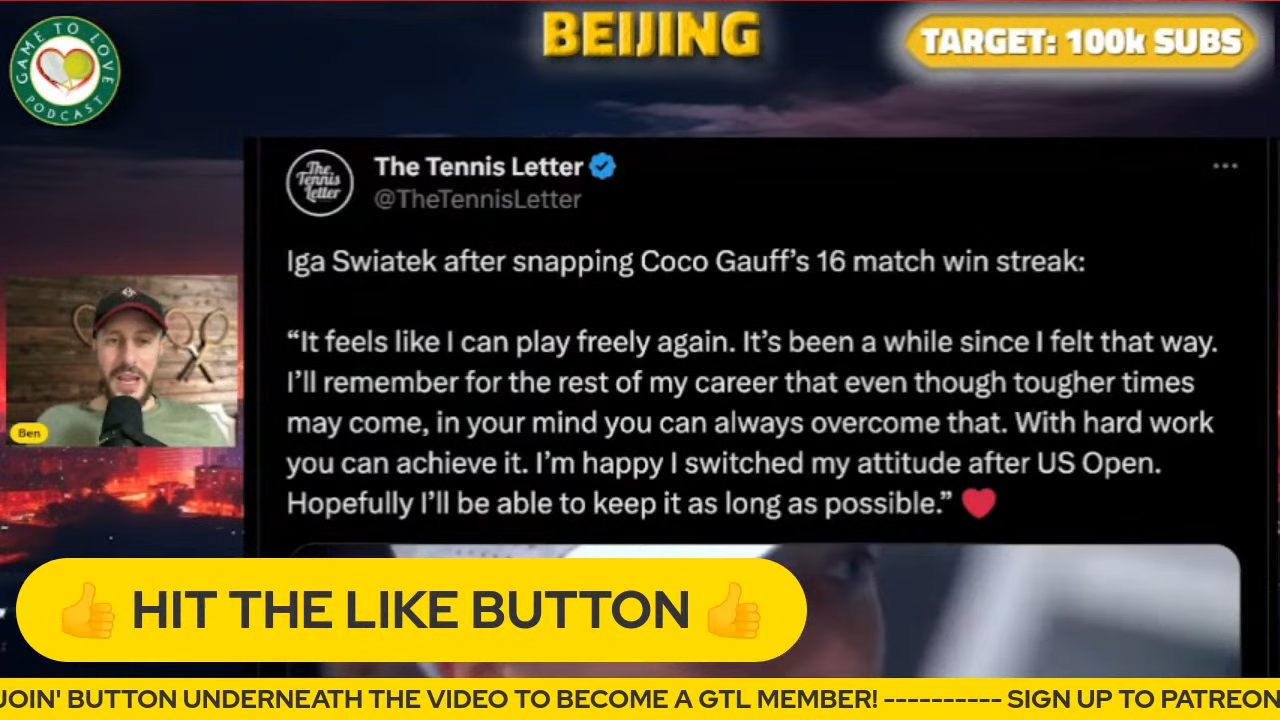 GAME TO LOVE
PODCAST
BEIJING
TARGET: 100k SUBS
The
Tennis
Letter
The Tennis Letter
@TheTennisLetter
Iga Swiatek after snapping Coco Gauff’s 16 match win streak:
“It feels like I can play freely again. It’s been a while since I felt that way.
I’ll remember for the rest of my career that even though tougher times
may come, in your mind you can always overcome that. With hard work
you can achieve it. I’m happy I switched my attitude after US Open.
Hopefully I’ll be able to keep it as long as possible.” ❤️
Ben
👍 HIT THE LIKE BUTTON 👍
JOIN' BUTTON UNDERNEATH THE VIDEO TO BECOME A GTL MEMBER! ---------- SIGN UP TO PATREON